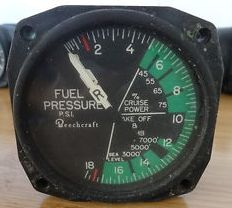 2
4
6
8
10
12
14
16
18
FUEL
PRESSURE
P.S.I.
Beechcraft
R
45
55
65
75
%
CRUISE
POWER
TAKE OFF
&
7000'
5000'
3000'
SEA
LEVEL